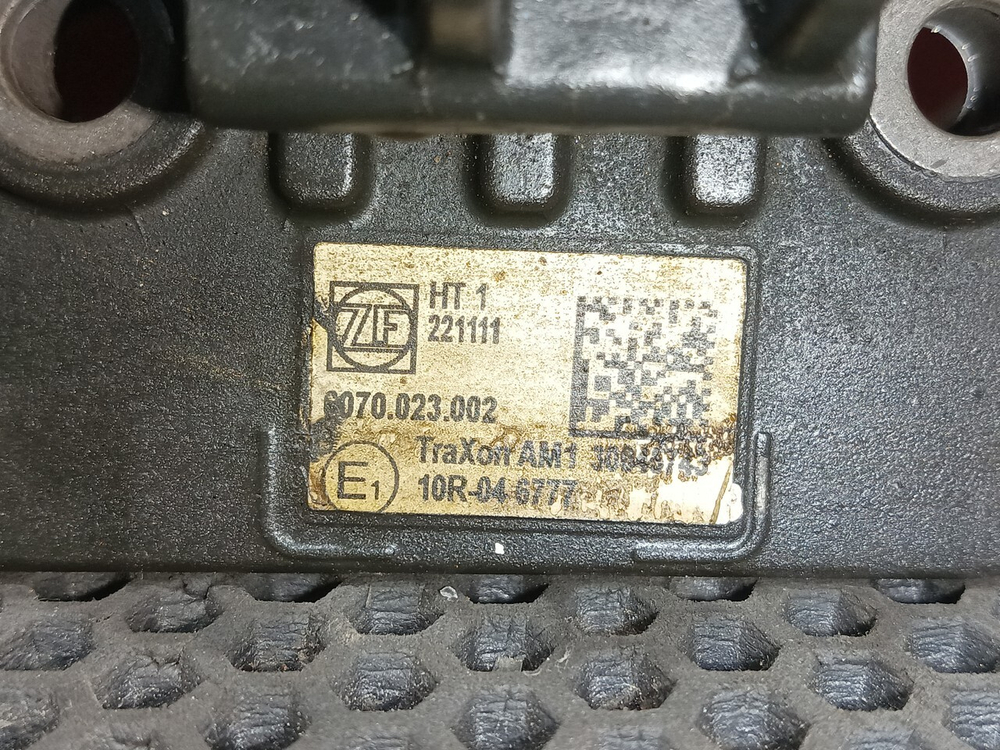 ZF
HT 1
221111
6070.023.002
TraXon AM1
E1
10R-04 6777